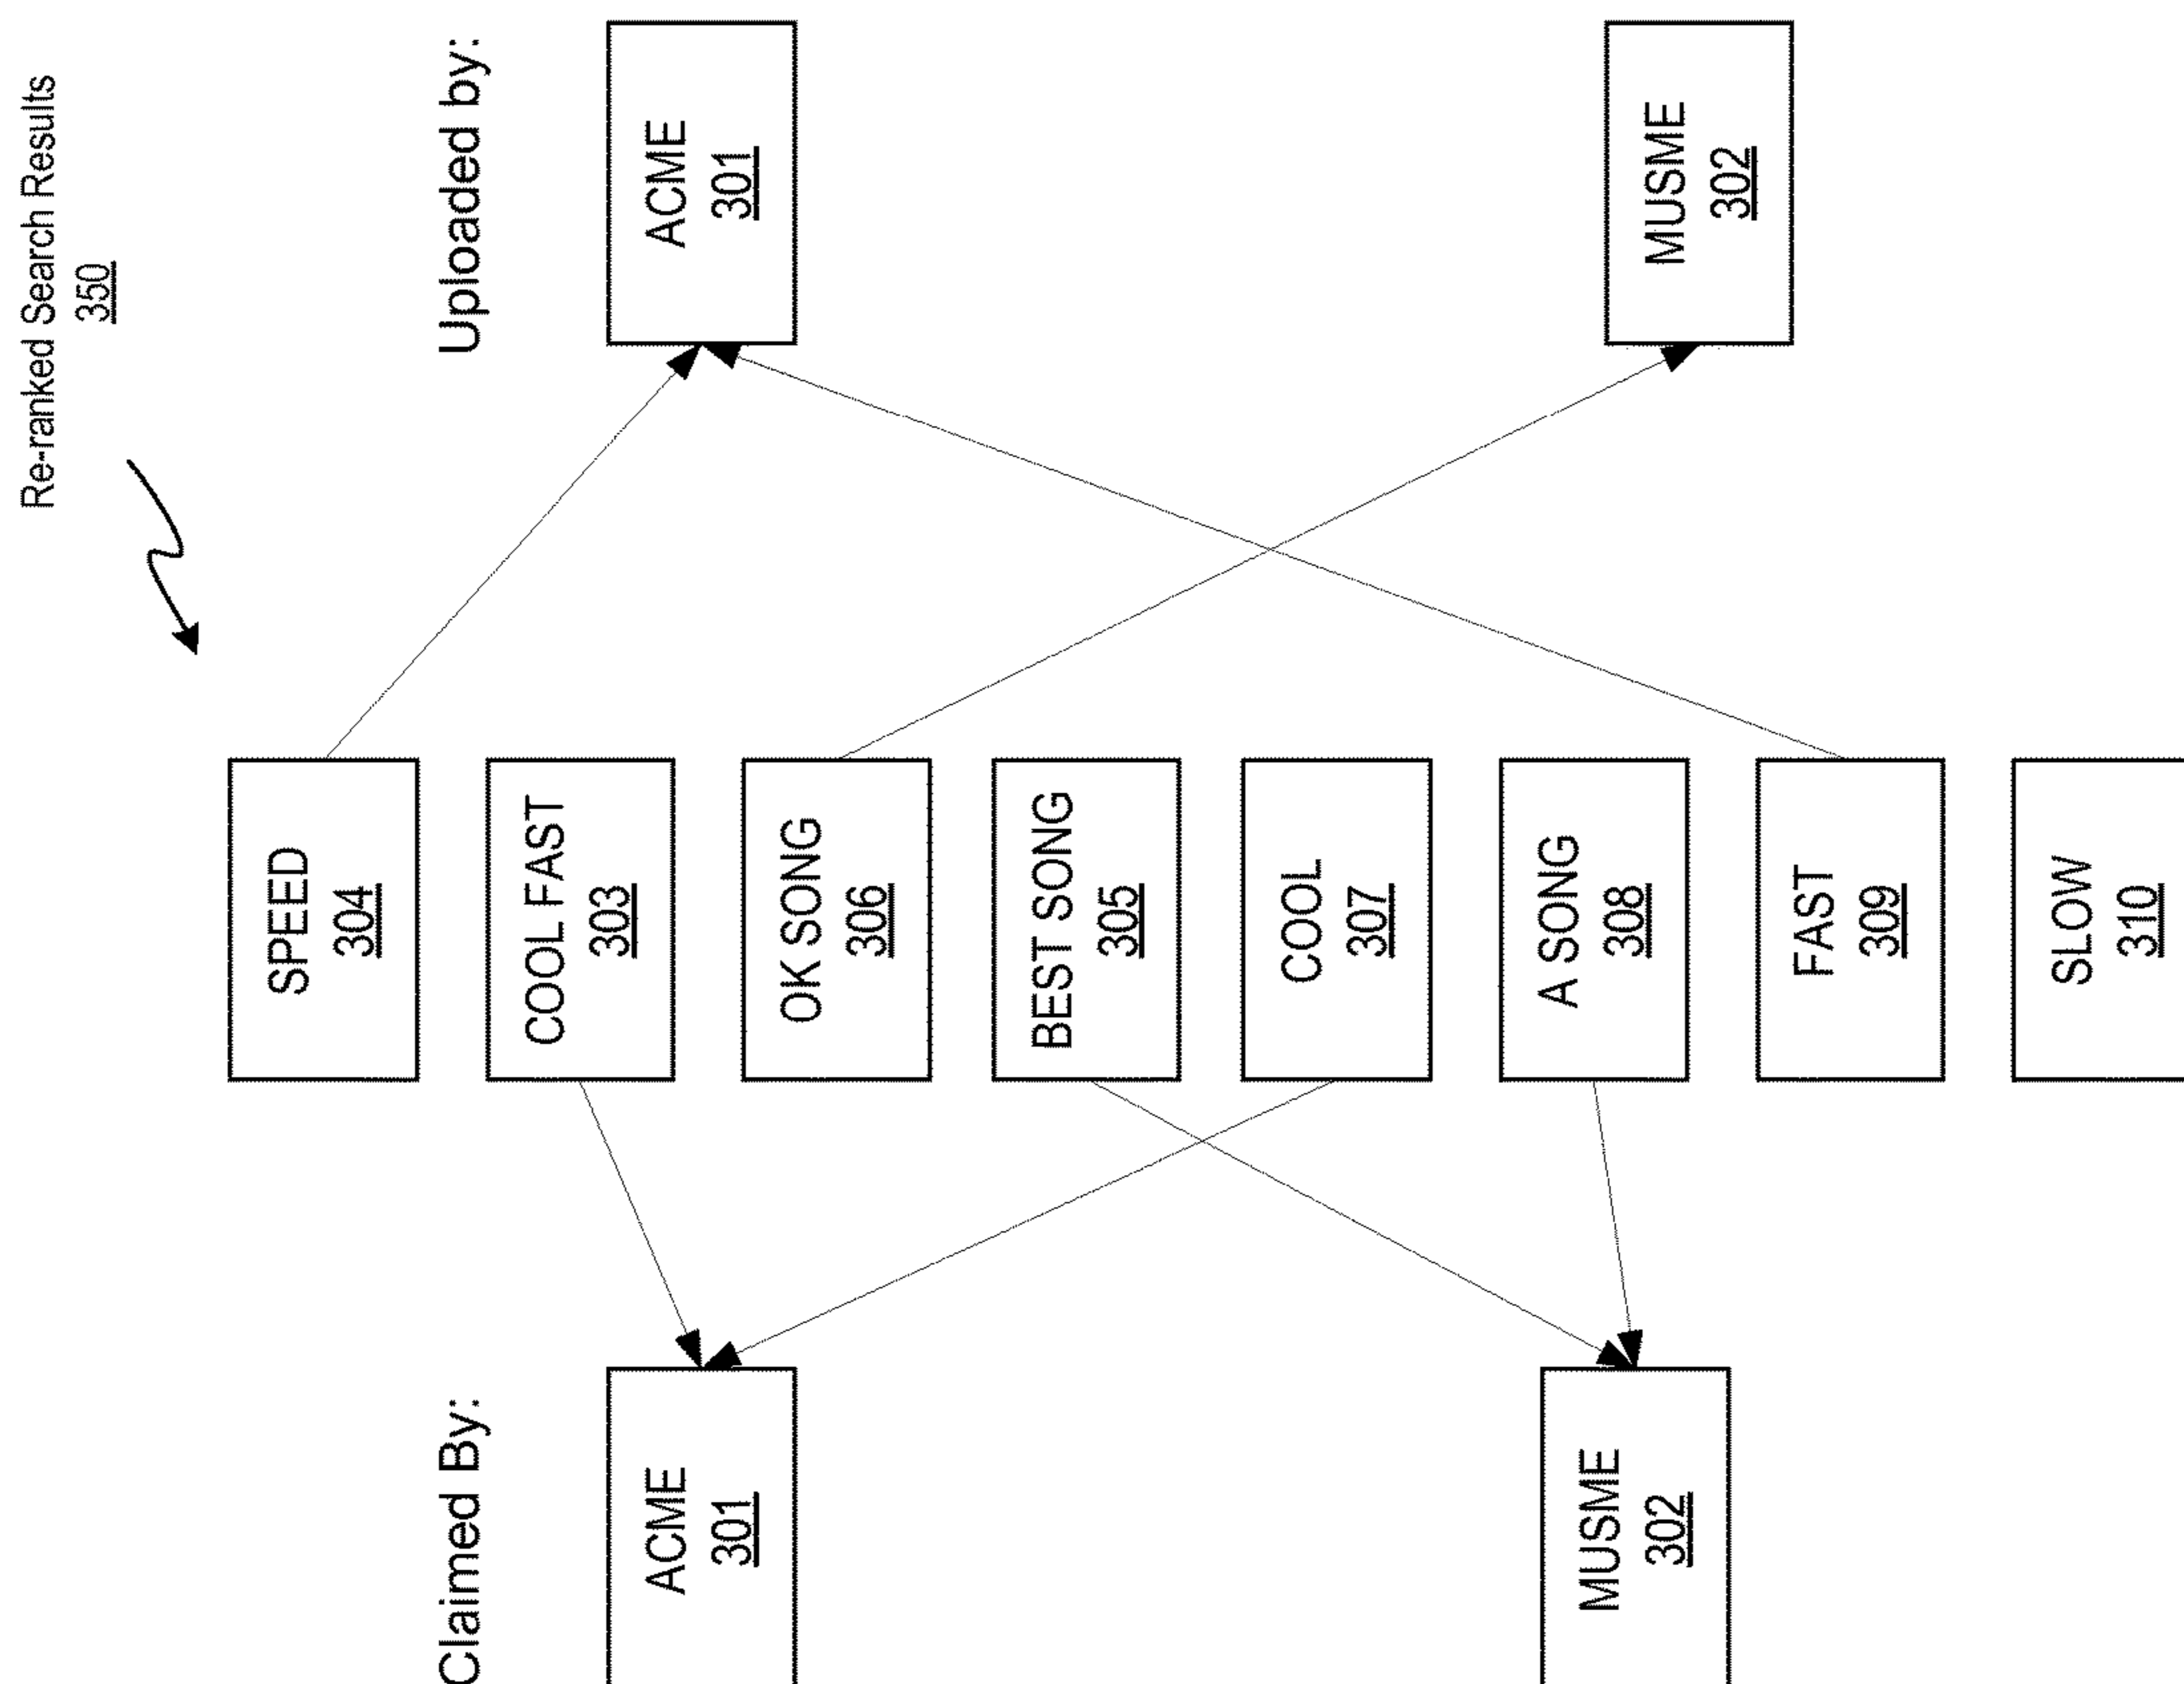 Re-ranked Search Results
350
Claimed By:
Uploaded by:
ACME
301
MUSME
302
SPEED
304
COOL FAST
303
OK SONG
306
BEST SONG
305
COOL
307
A SONG
308
FAST
309
SLOW
310
ACME
301
MUSME
302